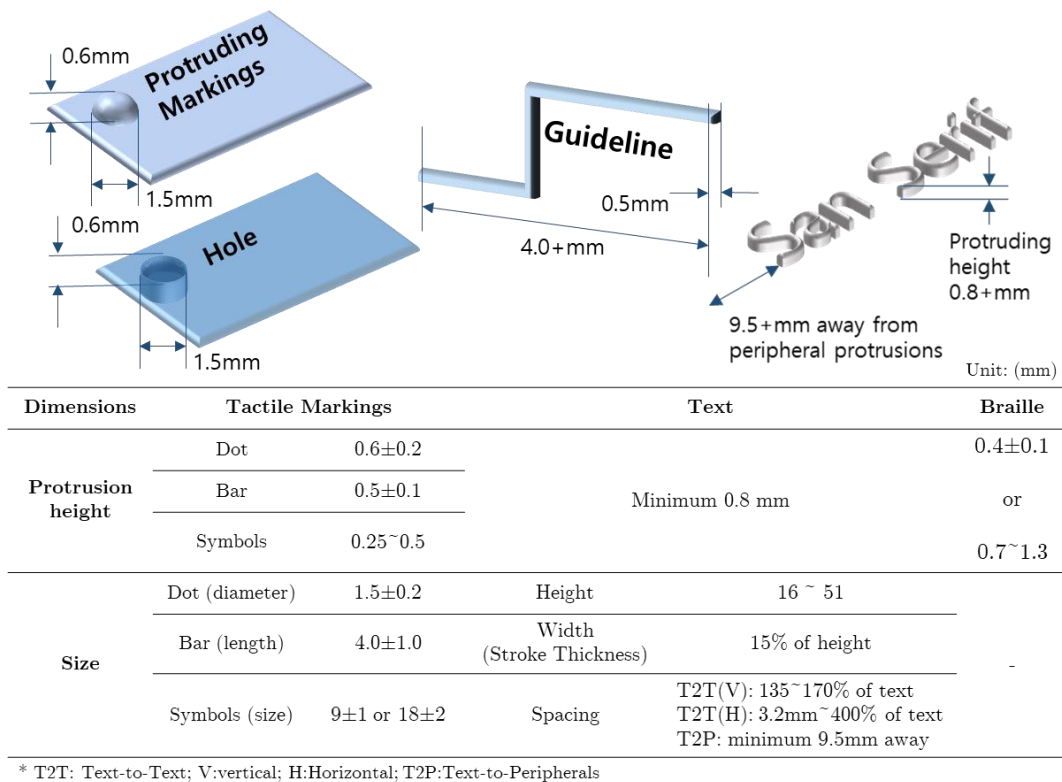 0.6mm
Protruding
Markings
1.5mm
0.6mm
Hole
1.5mm
Guideline
0.5mm
4.0+mm
San Serif
Protruding
height
0.8+mm
9.5+mm away from
peripheral protrusions
Unit: (mm)
Dimensions Tactile Markings Text Braille
Protrusion
height
Dot 0.6±0.2
Bar 0.5±0.1
Symbols 0.25~0.5
Minimum 0.8 mm
0.4±0.1
or
0.7~1.3
Size
Dot (diameter) 1.5±0.2 Height 16 ~ 51
Bar (length) 4.0±1.0 Width
(Stroke Thickness) 15% of height
-
Symbols (size) 9±1 or 18±2 Spacing
T2T(V): 135~170% of text
T2T(H): 3.2mm~400% of text
T2P: minimum 9.5mm away
* T2T: Text-to-Text; V:vertical; H:Horizontal; T2P:Text-to-Peripherals